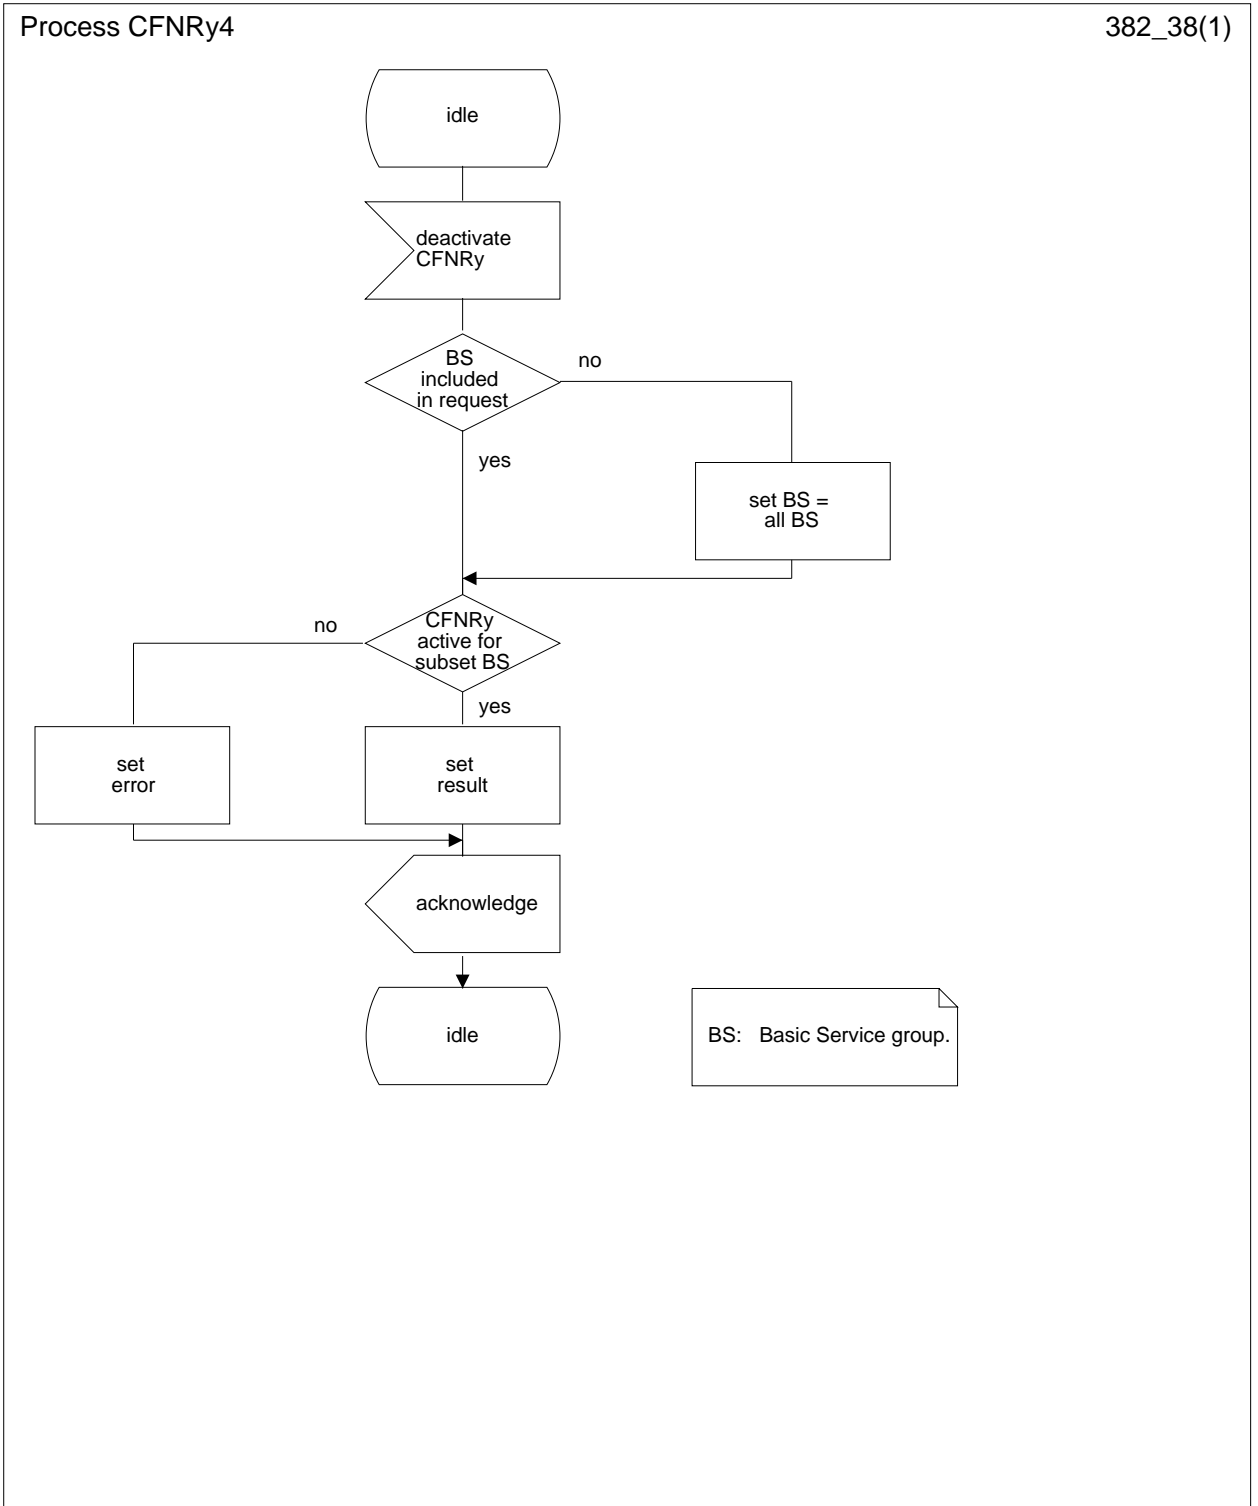 Process CFNRy4
382_38(1)
idle
deactivate
CFNRy
BS
included
in request
no
yes
set BS =
all BS
no
CFNRy
active for
subset BS
yes
set
error
set
result
acknowledge
idle
BS: Basic Service group.